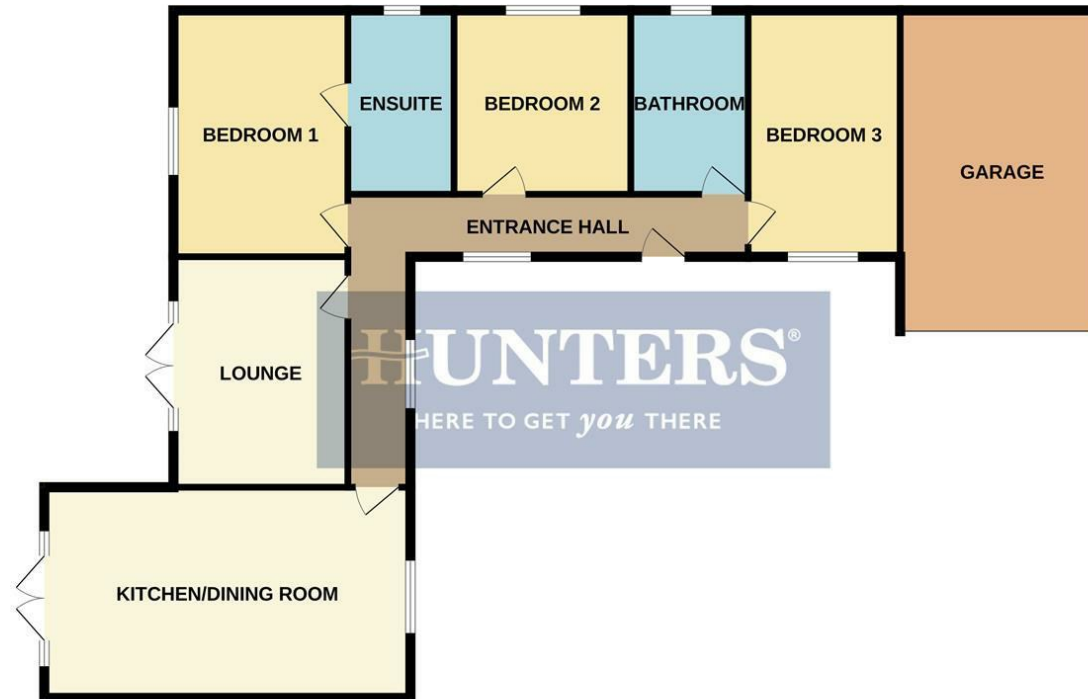 ENSUITE
BEDROOM 2
BATHROOM
BEDROOM 1
BEDROOM 3
GARAGE
ENTRANCE HALL
HUNTERS®
HERE TO GET you THERE
LOUNGE
KITCHEN/DINING ROOM